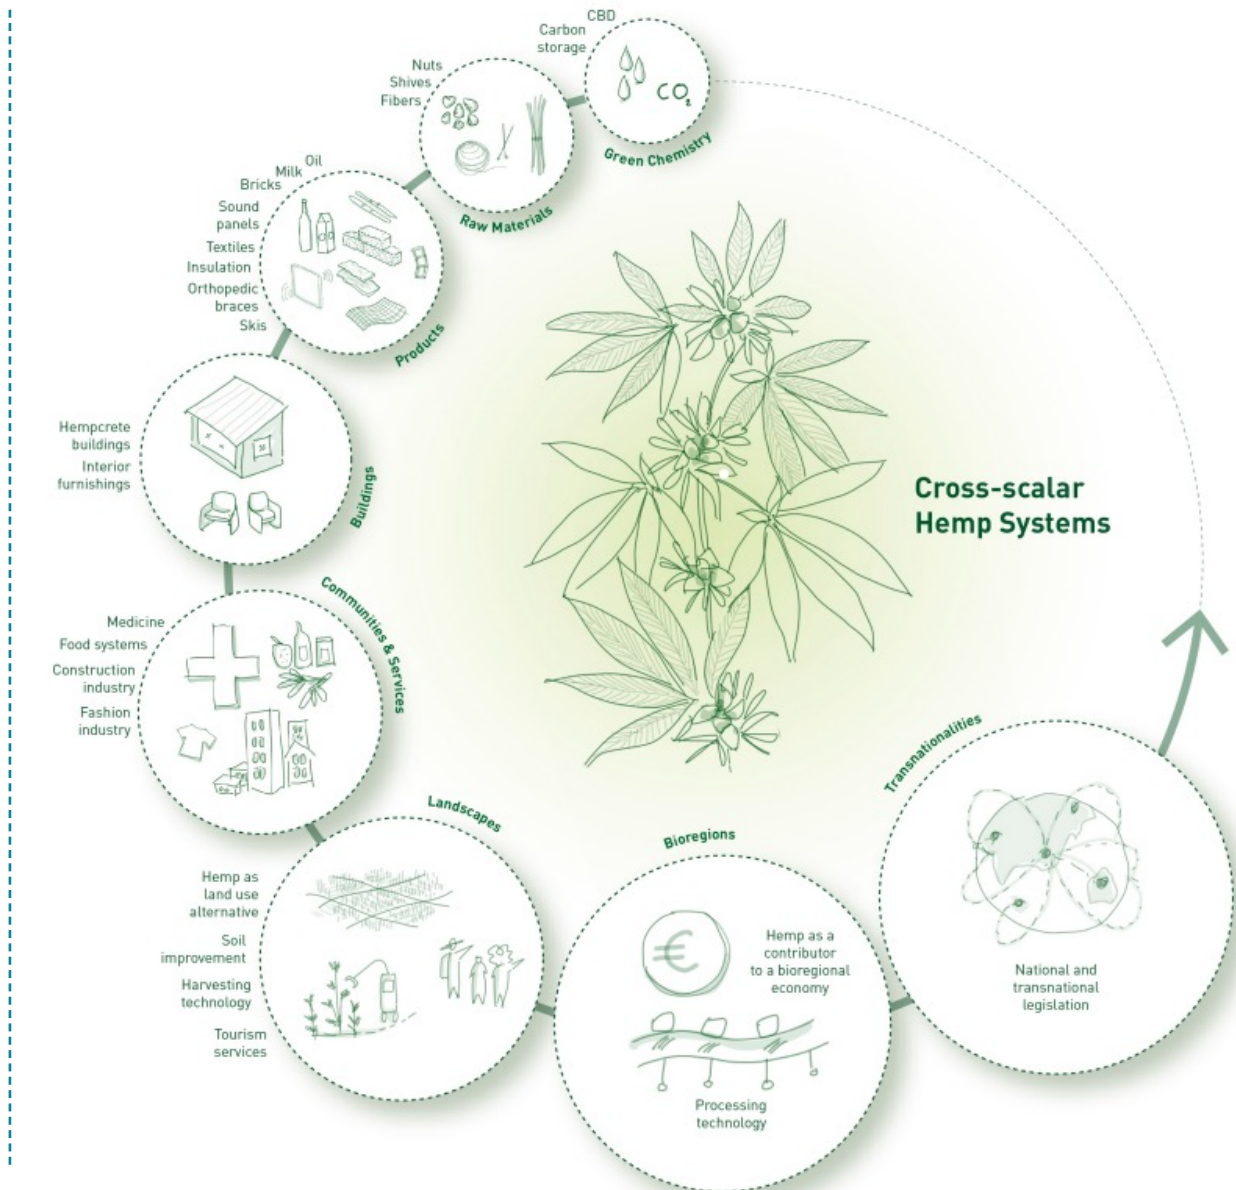 CBD
Carbon
storage
CO₂
Green Chemistry
Nuts
Shives
Fibers
Raw Materials
Oil
Milk
Bricks
Sound
panels
Textiles
Insulation
Orthopedic
braces
Skis
Products
Hempcrete
buildings
Interior
furnishings
Buildings
Cross-scalar
Hemp Systems
Communities & Services
Medicine
Food systems
Construction
industry
Fashion
industry
Landscapes
Hemp as
land use
alternative
Soil
improvement
Harvesting
technology
Tourism
services
Bioregions
€
Hemp as a
contributor
to a bioregional
economy
Processing
technology
Transnationalities
National and
transnational
legislation